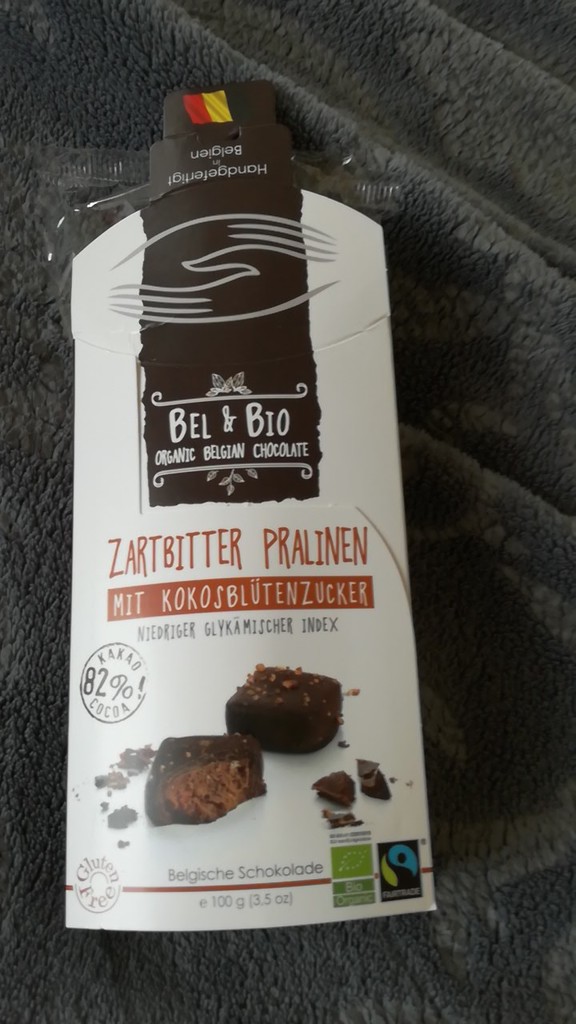 Handgefertigt
in
Belgien
BEL & BIO
ORGANIC BELGIAN CHOCOLATE
ZARTBITTER PRALINEN
MIT KOKOSBLÜTENZUCKER
NIEDRIGER GLYKÄMISCHER INDEX
KAKAO
82%!
COCOA
Gluten
Free
Belgische Schokolade
e 100 g (3,5 oz)
Bio
Organic
FAIRTRADE